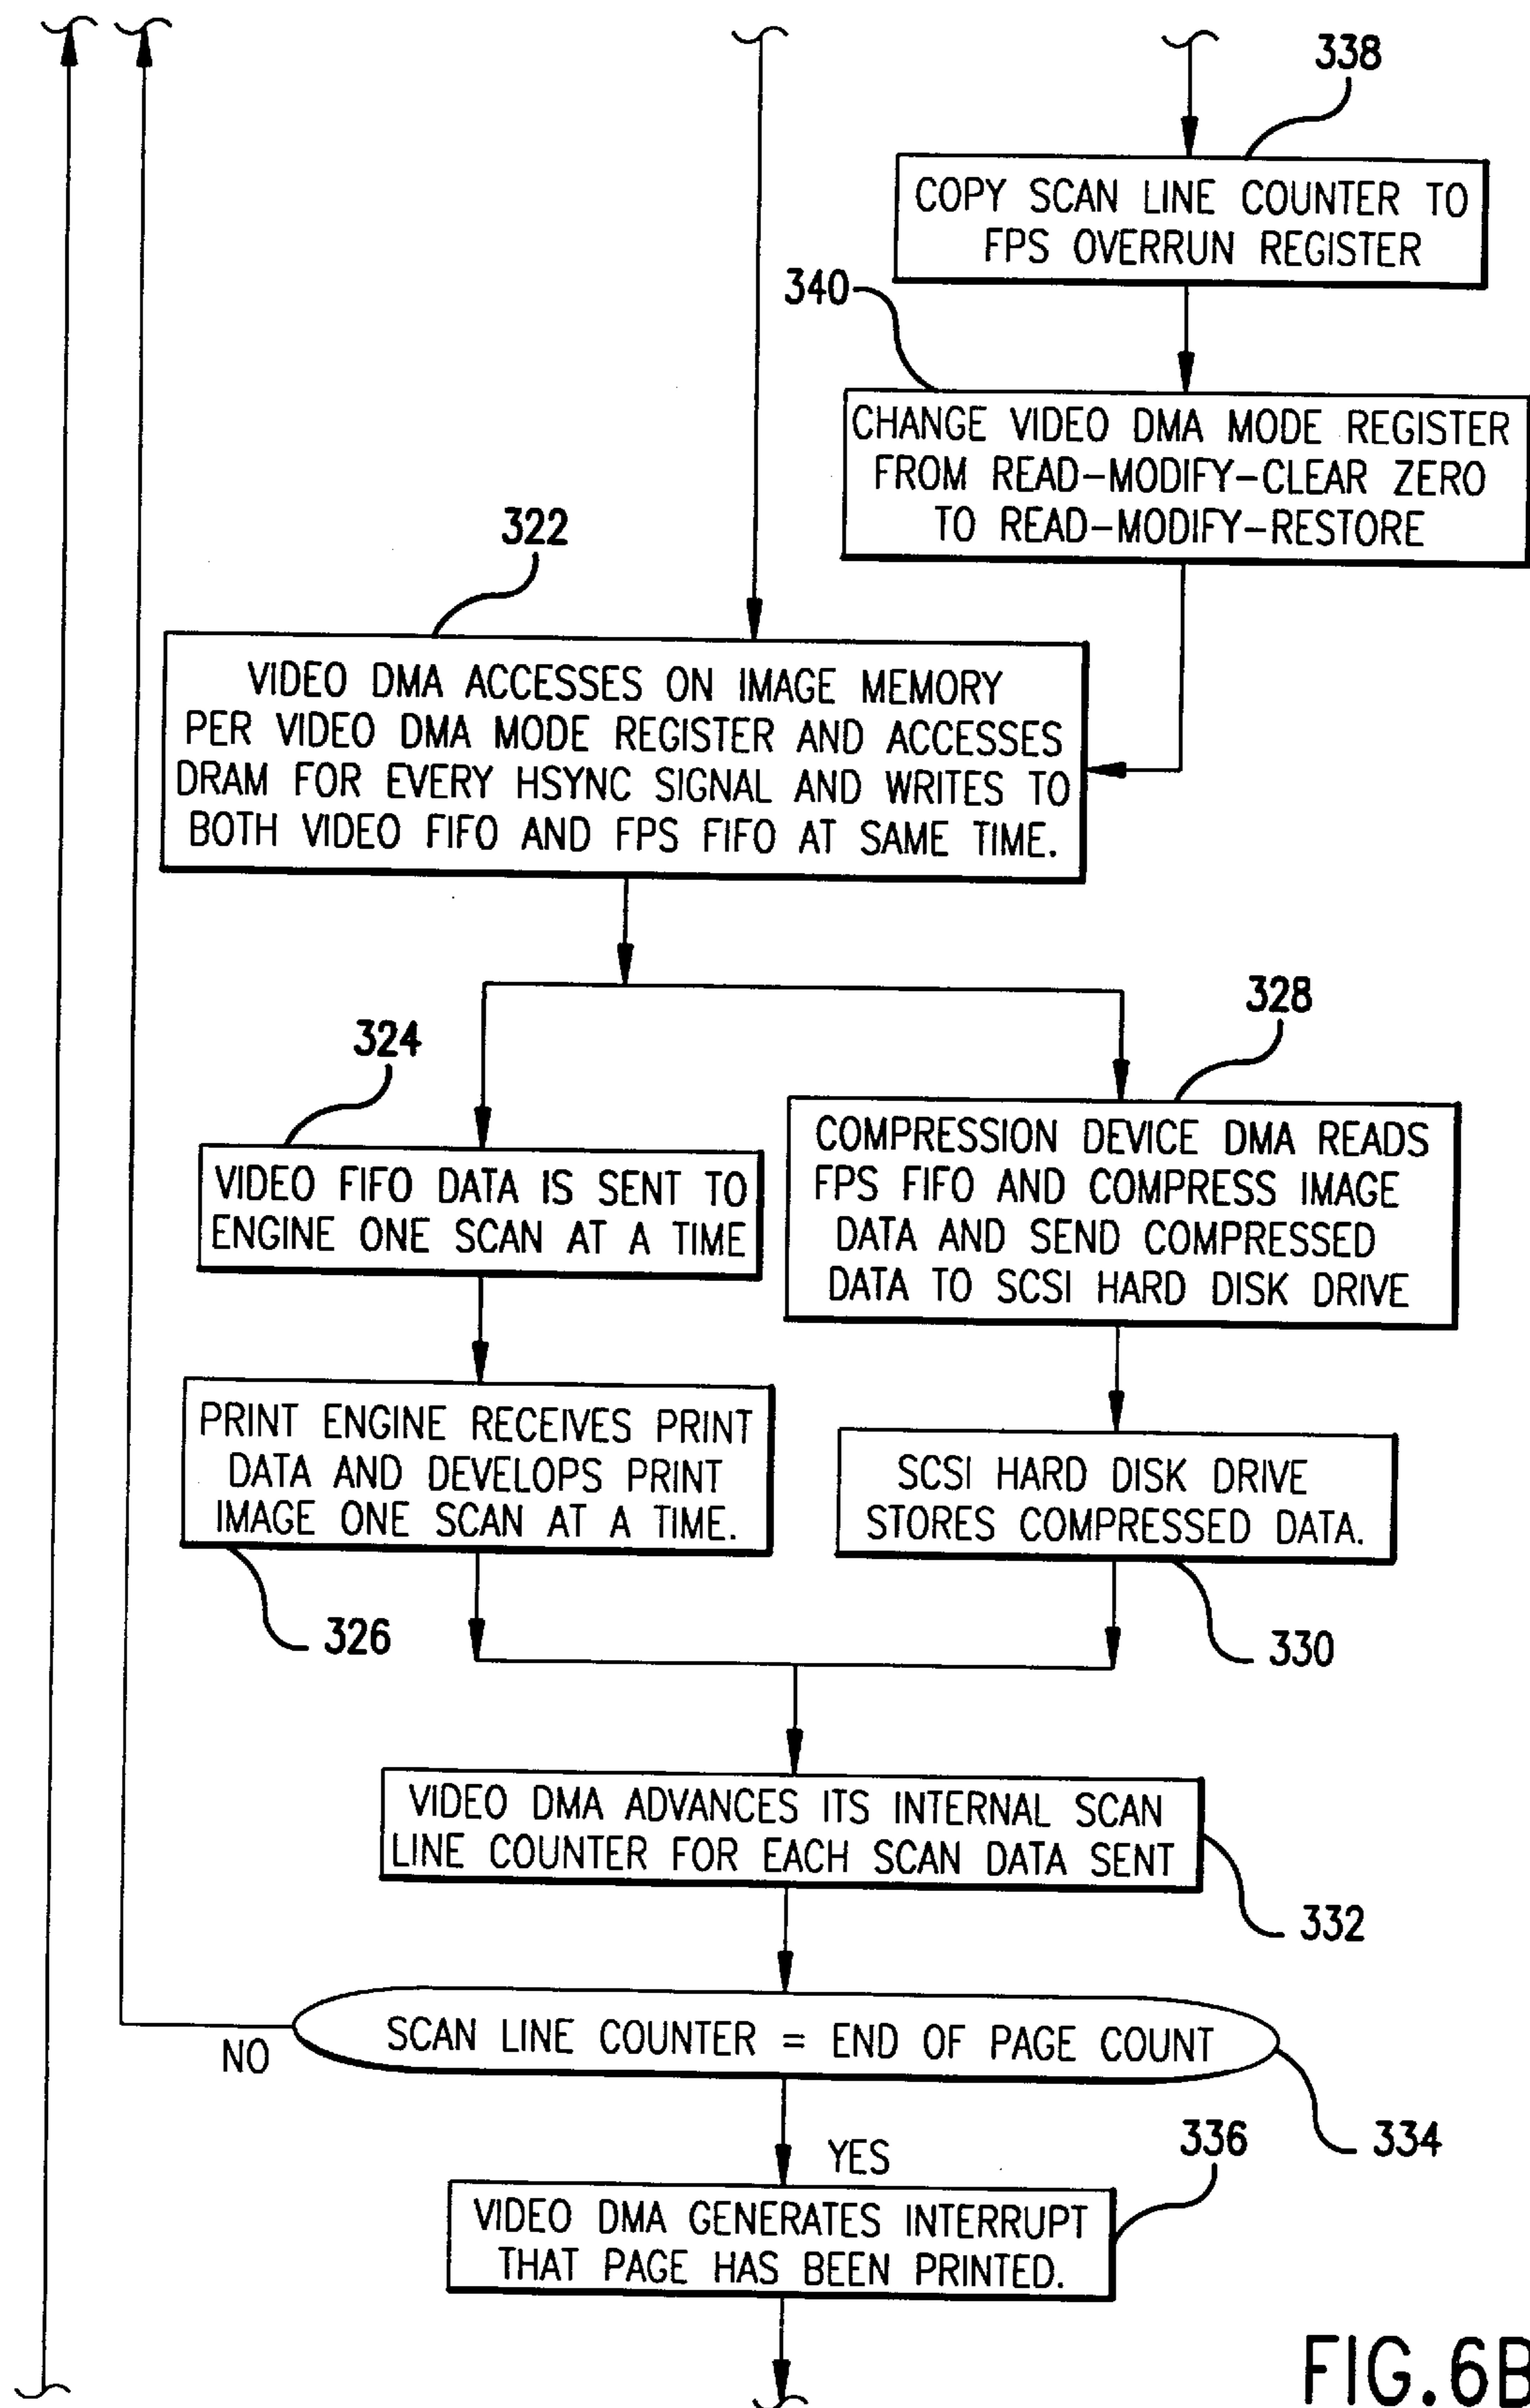 338
COPY SCAN LINE COUNTER TO
FPS OVERRUN REGISTER
340
CHANGE VIDEO DMA MODE REGISTER
FROM READ-MODIFY-CLEAR ZERO
TO READ-MODIFY-RESTORE
322
VIDEO DMA ACCESSES ON IMAGE MEMORY
PER VIDEO DMA MODE REGISTER AND ACCESSES
DRAM FOR EVERY HSYNC SIGNAL AND WRITES TO
BOTH VIDEO FIFO AND FPS FIFO AT SAME TIME.
324
VIDEO FIFO DATA IS SENT TO
ENGINE ONE SCAN AT A TIME
328
COMPRESSION DEVICE DMA READS
FPS FIFO AND COMPRESS IMAGE
DATA AND SEND COMPRESSED
DATA TO SCSI HARD DISK DRIVE
PRINT ENGINE RECEIVES PRINT
DATA AND DEVELOPS PRINT
IMAGE ONE SCAN AT A TIME.
326
SCSI HARD DISK DRIVE
STORES COMPRESSED DATA.
330
VIDEO DMA ADVANCES ITS INTERNAL SCAN
LINE COUNTER FOR EACH SCAN DATA SENT
332
SCAN LINE COUNTER = END OF PAGE COUNT
NO
334
YES
336
VIDEO DMA GENERATES INTERRUPT
THAT PAGE HAS BEEN PRINTED.
FIG.6B